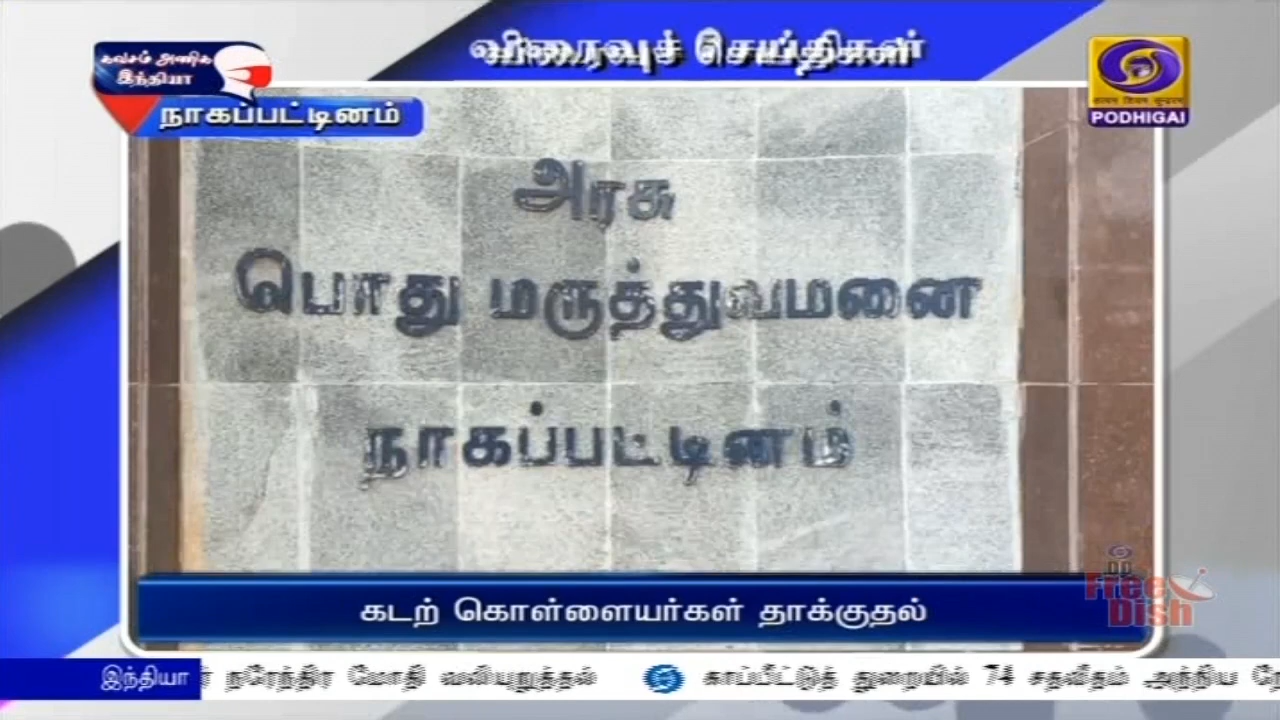 விரைவுச் செய்திகள்
கவசம் அணிக
இந்தியா
நாகப்பட்டினம்
PODHIGAI
அரசு
பொது மருத்துவமனை
நாகப்பட்டினம்
DD
Free
Dish
கடற் கொள்ளையர்கள் தாக்குதல்
இந்தியா
நரேந்திர மோதி வலியுறுத்தல் காப்பீட்டுத் துறையில் 74 சதவீதம் அந்நிய